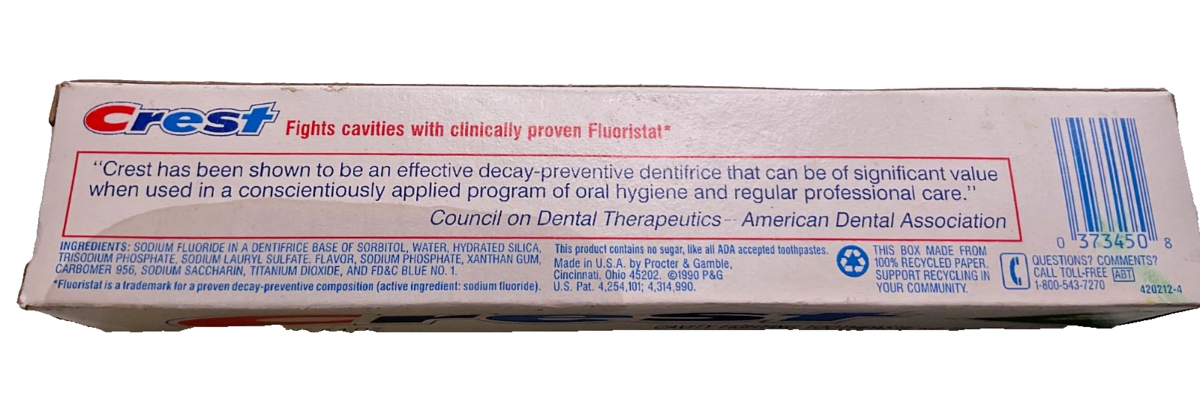 Crest Fights cavities with clinically proven Fluoristat*
"Crest has been shown to be an effective decay-preventive dentifrice that can be of significant value
when used in a conscientiously applied program of oral hygiene and regular professional care."
Council on Dental Therapeutics -- American Dental Association
INGREDIENTS: SODIUM FLUORIDE IN A DENTIFRICE BASE OF SORBITOL, WATER, HYDRATED SILICA,
TRISODIUM PHOSPHATE, SODIUM LAURYL SULFATE, FLAVOR, SODIUM PHOSPHATE, XANTHAN GUM,
CARBOMER 956, SODIUM SACCHARIN, TITANIUM DIOXIDE, AND FD&C BLUE NO. 1.
*Fluoristat is a trademark for a proven decay-preventive composition (active ingredient: sodium fluoride).
This product contains no sugar, like all ADA accepted toothpastes.
Made in U.S.A. by Procter & Gamble,
Cincinnati, Ohio 45202. ©1990 P&G
U.S. Pat. 4,254,101; 4,314,990.
THIS BOX MADE FROM
100% RECYCLED PAPER.
SUPPORT RECYCLING IN
YOUR COMMUNITY.
0 373450 8
QUESTIONS? COMMENTS?
CALL TOLL-FREE ABT
1-800-543-7270
420212-4
Crest